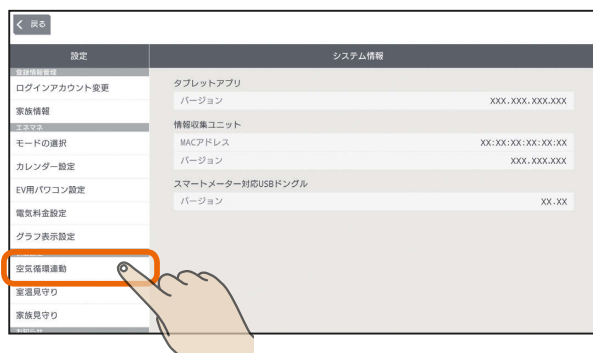 戻る
設定
システム情報
登録情報管理
ログインアカウント変更
家族情報
エネマネ
モードの選択
カレンダー設定
EV用パワコン設定
電気料金設定
グラフ表示設定
空気循環連動
室温見守り
家族見守り
お知らせ
タブレットアプリ
バージョン XXX.XXX.XXX.XXX
情報収集ユニット
MACアドレス XX:XX:XX:XX:XX:XX
バージョン XXX.XXX.XXX
スマートメーター対応USBドングル
バージョン XX.XX